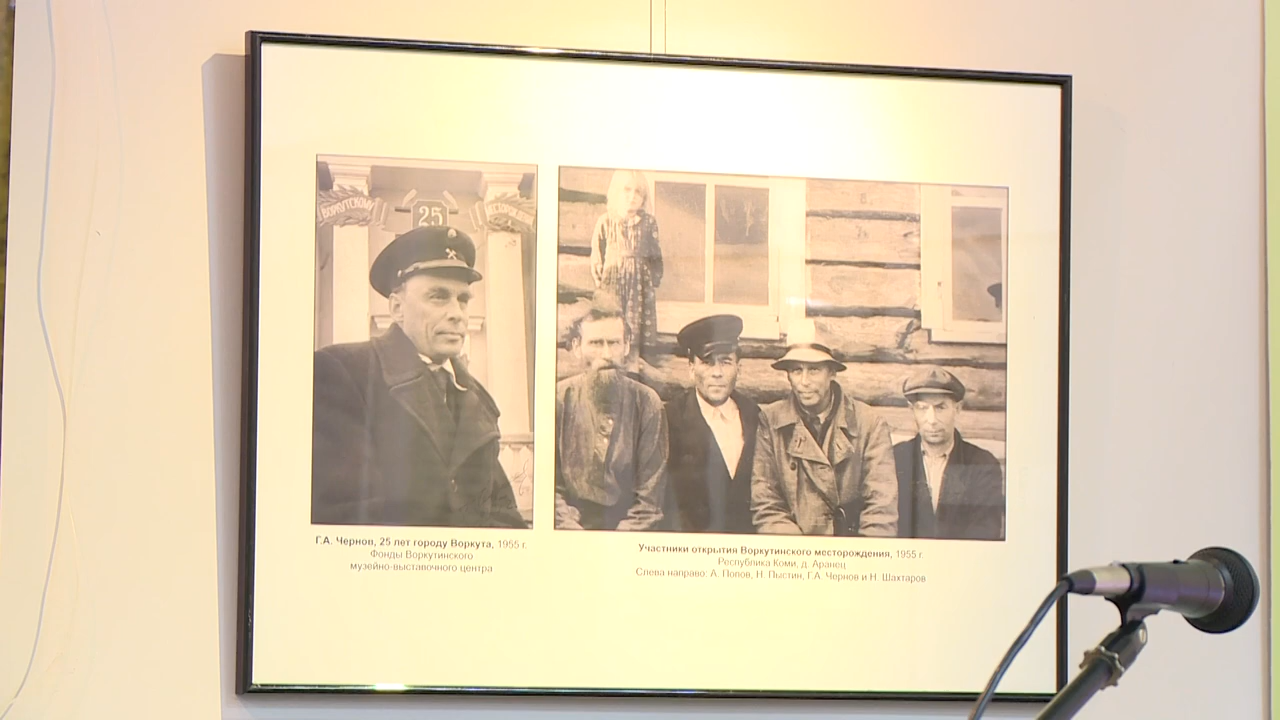 ВОРКУТСКОМУ
25
Г.А. Чернов, 25 лет городу Воркута, 1955 г.
Фонды Воркутинского
музейно-выставочного центра
Участники открытия Воркутинского месторождения, 1955 г.
Республика Коми, д. Аранец
Слева направо: А. Попов, Н. Пыстин, Г.А. Чернов и Н. Шахтаров